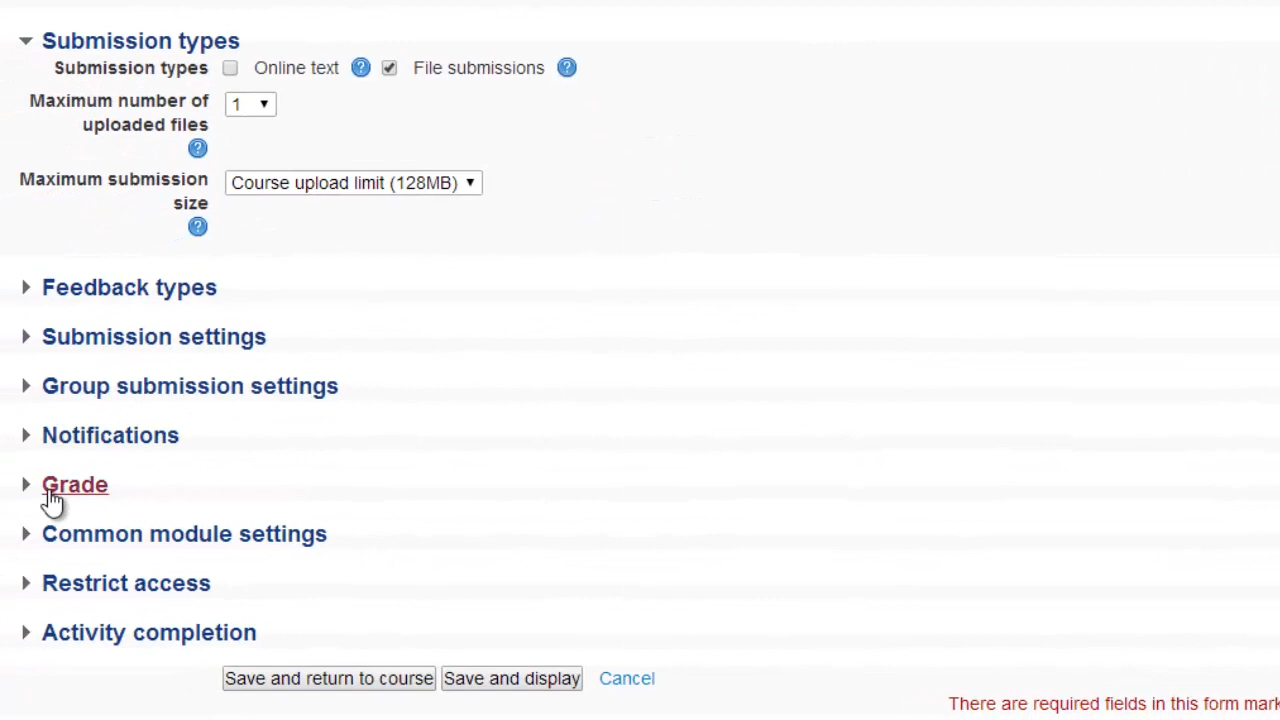 Submission types
Submission types Online text File submissions
Maximum number of 1
uploaded files
Maximum submission Course upload limit (128MB)
size
Feedback types
Submission settings
Group submission settings
Notifications
Grade
Common module settings
Restrict access
Activity completion
Save and return to course Save and display Cancel
There are required fields in this form mark